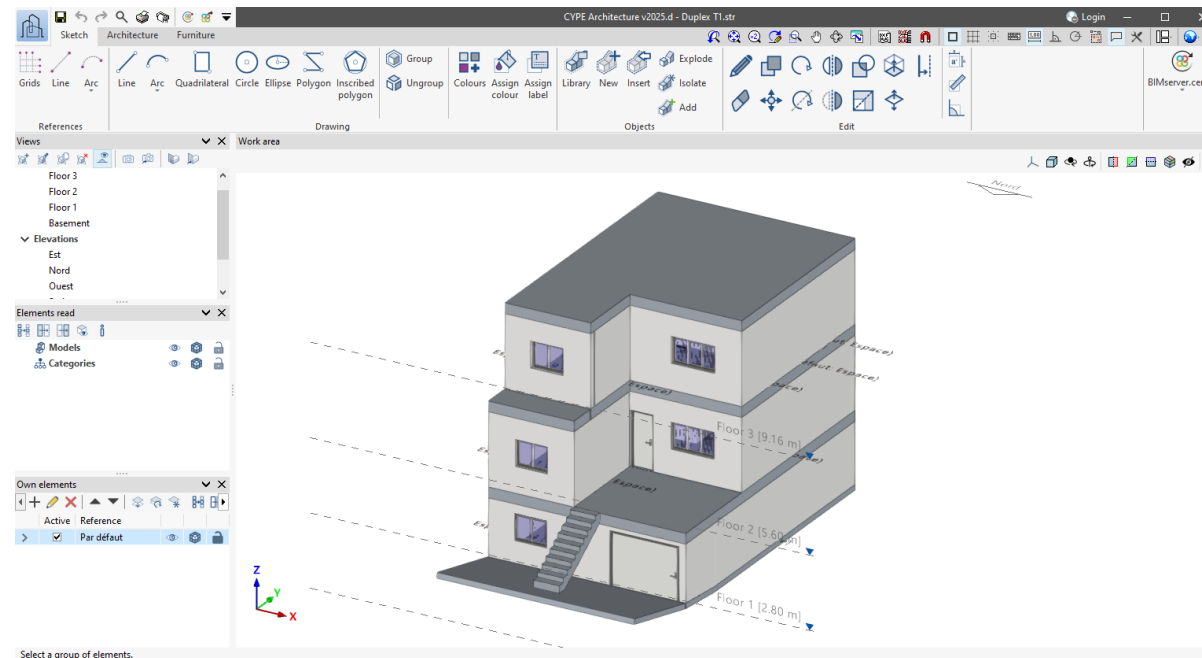 CYPE Architecture v2025.d - Duplex T1.str
Login
Sketch Architecture Furniture
Grids Line Arc Line Arc Quadrilateral Circle Ellipse Polygon Inscribed polygon
Group
Ungroup
Colours Assign colour Assign label
Library New Insert
Explode
Isolate
Add
BIMserver.cen
References Drawing Objects Edit
Views
Work area
Floor 3
Floor 2
Floor 1
Basement
Elevations
Est
Nord
Ouest
Elements read
Models
Categories
Own elements
Active Reference
Par défaut
Nord
Espace)
Espace)
Espace)
Espace)
Floor 3 [9.16 m]
Floor 2 [5.60 m]
Floor 1 [2.80 m]
Z
Y
X
Select a group of elements.